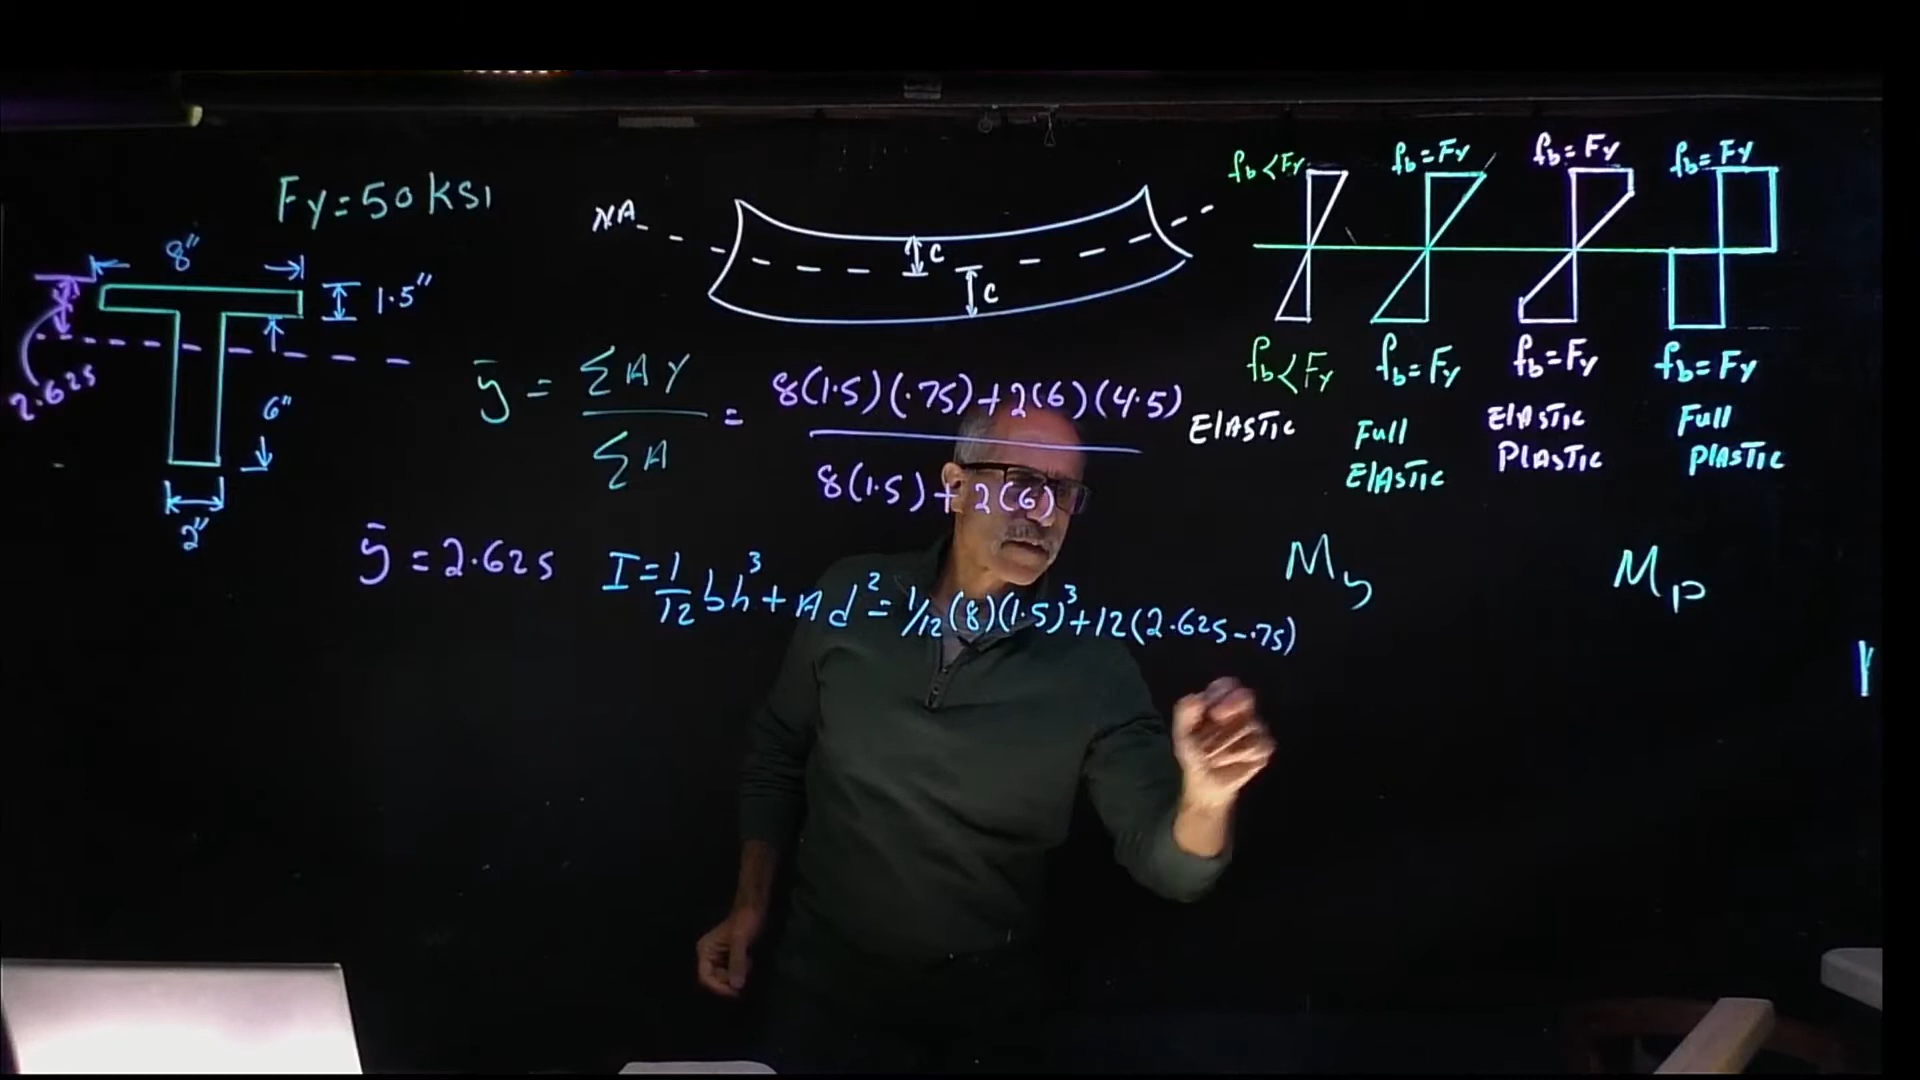 Fy=50 KSI
8"
1.5"
2.625
6"
2"
NA
c
c
fb<Fy
fb=Fy
fb=Fy
fb=Fy
fb<Fy
fb=Fy
fb=Fy
fb=Fy
ELASTIC
Full ELASTIC
ELASTIC PLASTIC
Full PLASTIC
ȳ = ΣAy/ΣA = (8(1.5)(.75)+2(6)(4.5))/(8(1.5)+2(6))
ȳ = 2.625
I=1/12 bh³+Ad²=1/12(8)(1.5)³+12(2.625-.75)
My
Mp